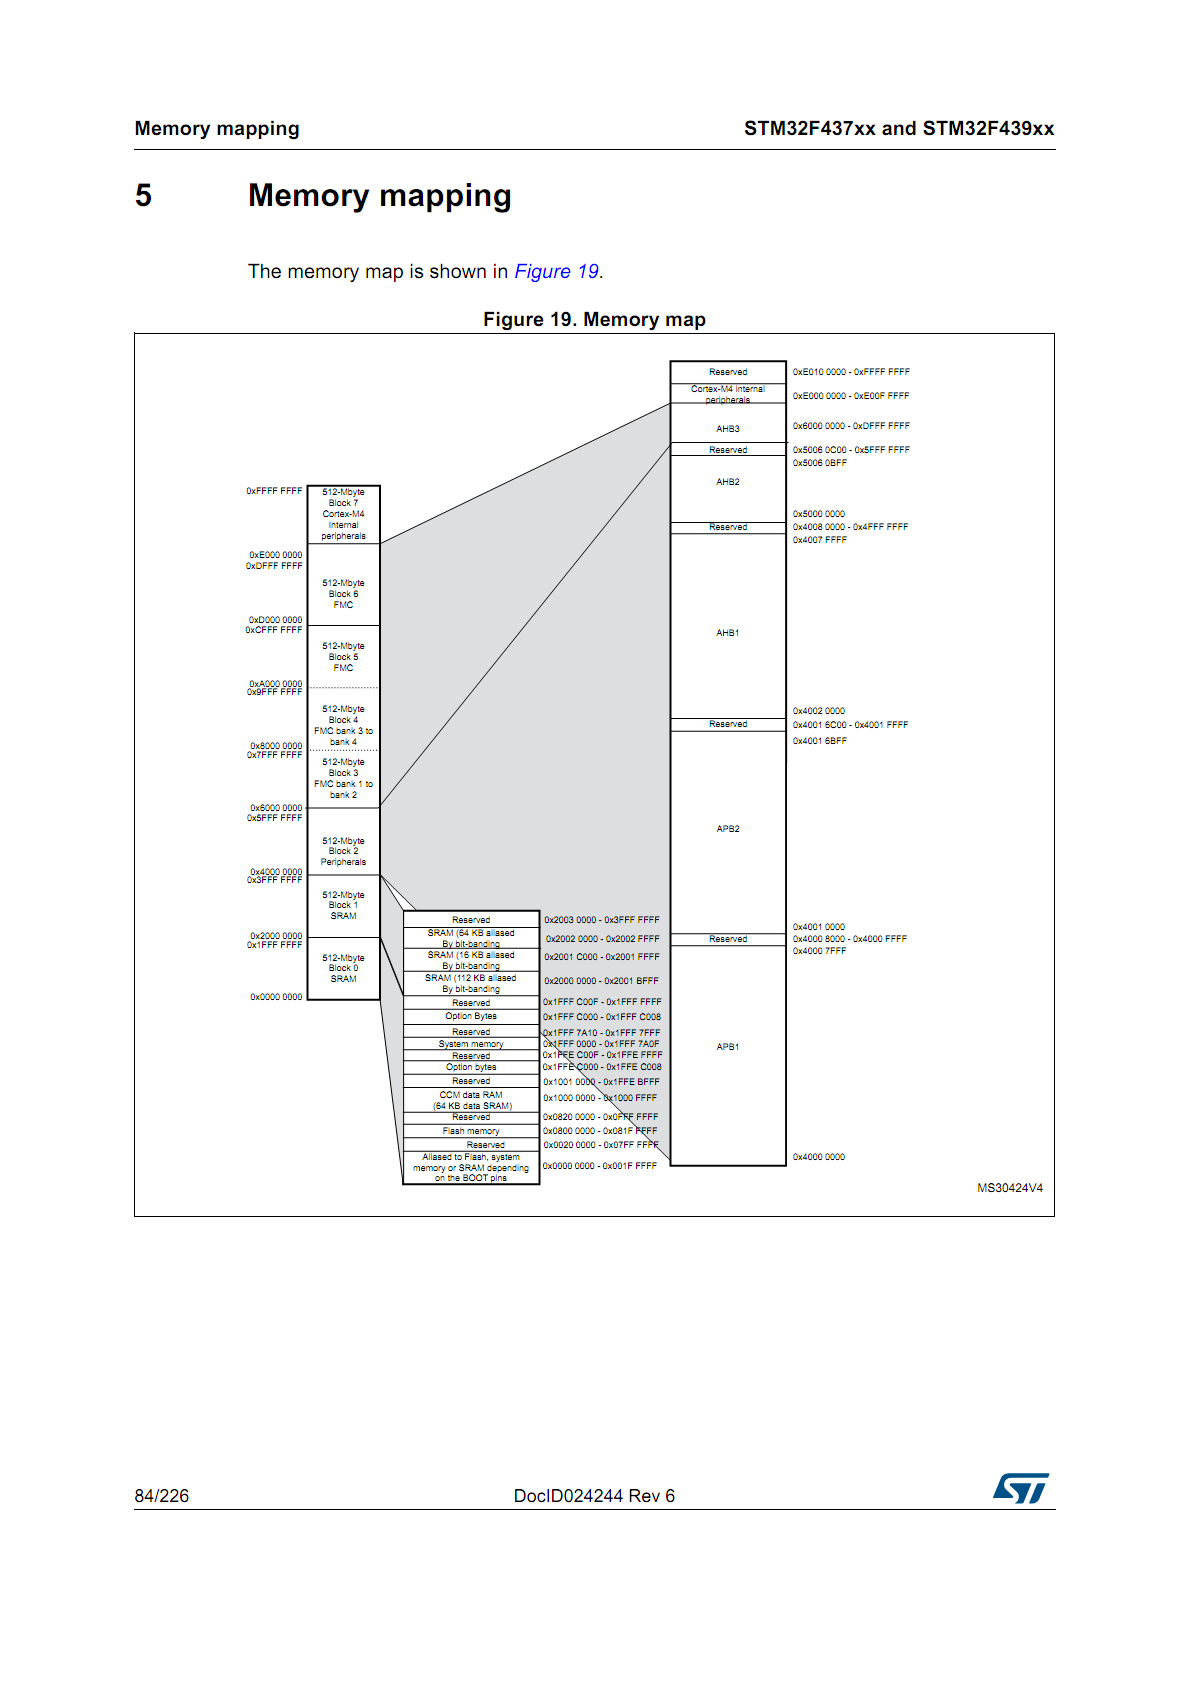 Memory mapping
STM32F437xx and STM32F439xx
5 Memory mapping
The memory map is shown in Figure 19.
Figure 19. Memory map
0xFFFF FFFF
512-Mbyte
Block 7
Cortex-M4
Internal
peripherals
0xE000 0000
0xDFFF FFFF
512-Mbyte
Block 6
FMC
0xD000 0000
0xCFFF FFFF
512-Mbyte
Block 5
FMC
0xA000 0000
0x9FFF FFFF
512-Mbyte
Block 4
FMC bank 3 to
bank 4
0x8000 0000
0x7FFF FFFF
512-Mbyte
Block 3
FMC bank 1 to
bank 2
0x6000 0000
0x5FFF FFFF
512-Mbyte
Block 2
Peripherals
0x4000 0000
0x3FFF FFFF
512-Mbyte
Block 1
SRAM
0x2000 0000
0x1FFF FFFF
512-Mbyte
Block 0
SRAM
0x0000 0000
Reserved 0x2003 0000 - 0x3FFF FFFF
SRAM (64 KB aliased
By bit-banding 0x2002 0000 - 0x2002 FFFF
SRAM (16 KB aliased
By bit-banding 0x2001 C000 - 0x2001 FFFF
SRAM (112 KB aliased
By bit-banding 0x2000 0000 - 0x2001 BFFF
Reserved 0x1FFF C00F - 0x1FFF FFFF
Option Bytes 0x1FFF C000 - 0x1FFF C008
Reserved 0x1FFF 7A10 - 0x1FFF 7FFF
System memory 0x1FFF 0000 - 0x1FFF 7A0F
Reserved 0x1FFE C00F - 0x1FFE FFFF
Option bytes 0x1FFE C000 - 0x1FFE C008
Reserved 0x1001 0000 - 0x1FFE BFFF
CCM data RAM
(64 KB data SRAM) 0x1000 0000 - 0x1000 FFFF
Reserved 0x0820 0000 - 0x0FFF FFFF
Flash memory 0x0800 0000 - 0x081F FFFF
Reserved 0x0020 0000 - 0x07FF FFFF
Aliased to Flash, system
memory or SRAM depending
on the BOOT pins 0x0000 0000 - 0x001F FFFF
Reserved 0xE010 0000 - 0xFFFF FFFF
Cortex-M4 Internal
peripherals 0xE000 0000 - 0xE00F FFFF
AHB3 0x6000 0000 - 0xDFFF FFFF
Reserved 0x5006 0C00 - 0x5FFF FFFF
0x5006 0BFF
AHB2
0x5000 0000
Reserved 0x4008 0000 - 0x4FFF FFFF
0x4007 FFFF
AHB1
0x4002 0000
Reserved 0x4001 6C00 - 0x4001 FFFF
0x4001 6BFF
APB2
0x4001 0000
Reserved 0x4000 8000 - 0x4000 FFFF
0x4000 7FFF
APB1
0x4000 0000
MS30424V4
84/226
DocID024244 Rev 6
ST